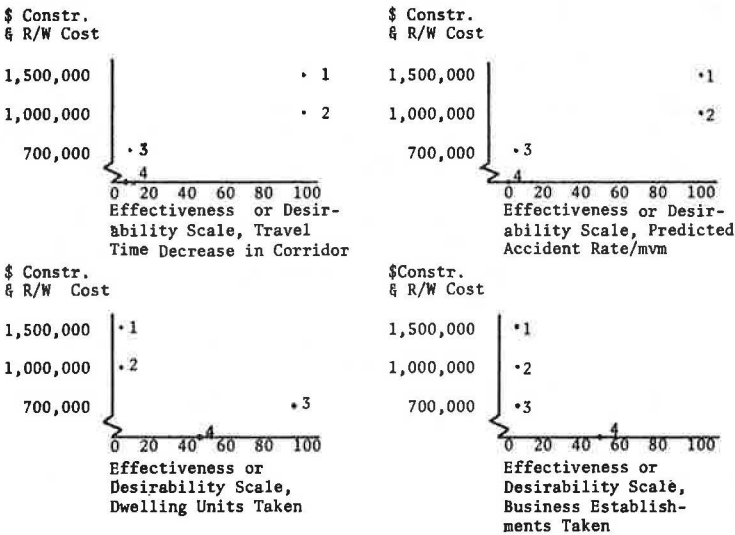 $ Constr.
& R/W Cost
1,500,000
1,000,000
700,000
1
2
3
4
0 20 40 60 80 100
Effectiveness or Desir-
ability Scale, Travel
Time Decrease in Corridor
$ Constr.
& R/W Cost
1,500,000
1,000,000
700,000
1
2
3
4
0 20 40 60 80 100
Effectiveness or Desir-
ability Scale, Predicted
Accident Rate/mvm
$ Constr.
& R/W Cost
1,500,000
1,000,000
700,000
1
2
3
4
0 20 40 60 80 100
Effectiveness or
Desirability Scale,
Dwelling Units Taken
$Constr.
& R/W Cost
1,500,000
1,000,000
700,000
1
2
3
4
0 20 40 60 80 100
Effectiveness or
Desirability Scale,
Business Establish-
ments Taken